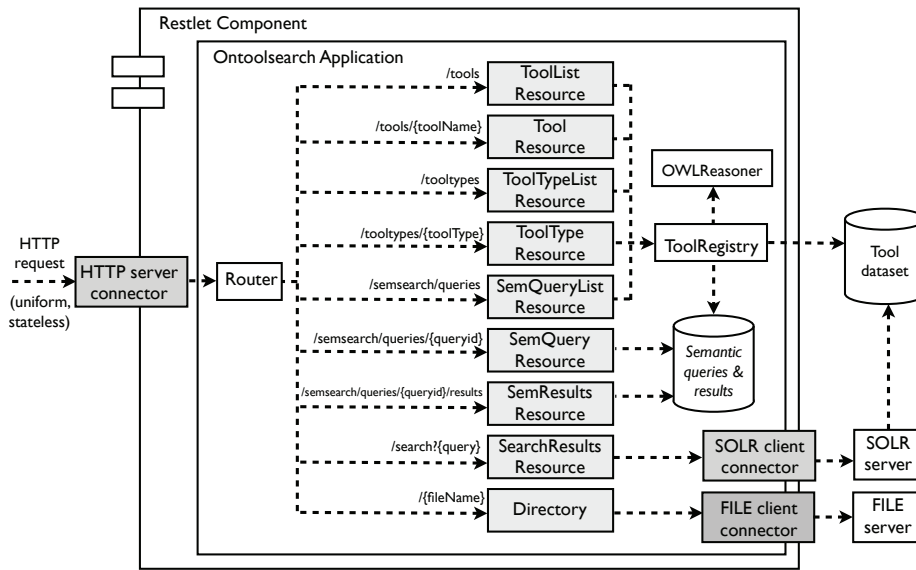 Restlet Component
Ontoolsearch Application
/tools
ToolList
Resource
/tools/{toolName}
Tool
Resource
/tooltypes
ToolTypeList
Resource
/tooltypes/{toolType}
ToolType
Resource
/semsearch/queries
SemQueryList
Resource
/semsearch/queries/{queryid}
SemQuery
Resource
/semsearch/queries/{queryid}/results
SemResults
Resource
/search?{query}
SearchResults
Resource
/{fileName}
Directory
HTTP
request
(uniform,
stateless)
HTTP server
connector
Router
OWLReasoner
ToolRegistry
Semantic
queries &
results
Tool
dataset
SOLR client
connector
SOLR
server
FILE client
connector
FILE
server